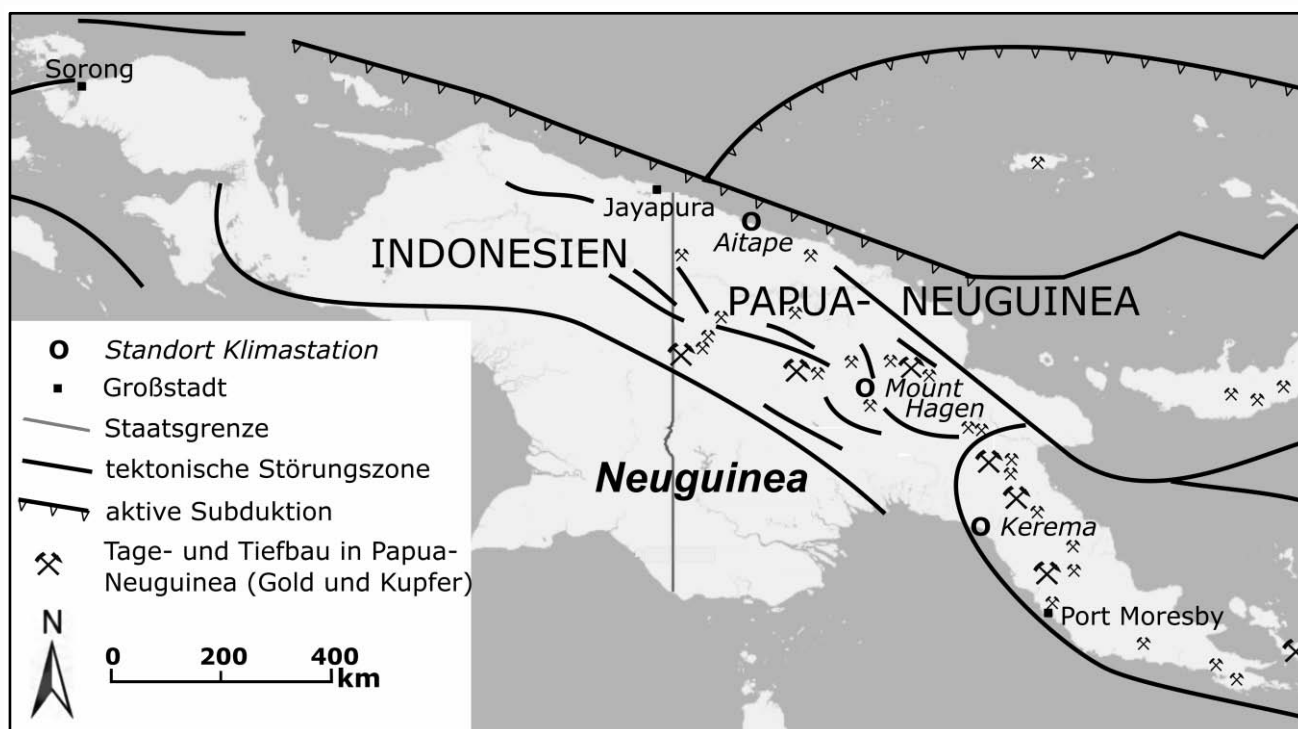 Sorong
Jayapura
Aitape
INDONESIEN
PAPUA- NEUGUINEA
Mount
Hagen
Neuguinea
Kerema
Port Moresby
Standort Klimastation
Großstadt
Staatsgrenze
tektonische Störungszone
aktive Subduktion
Tage- und Tiefbau in Papua-
Neuguinea (Gold und Kupfer)
N
0 200 400
km